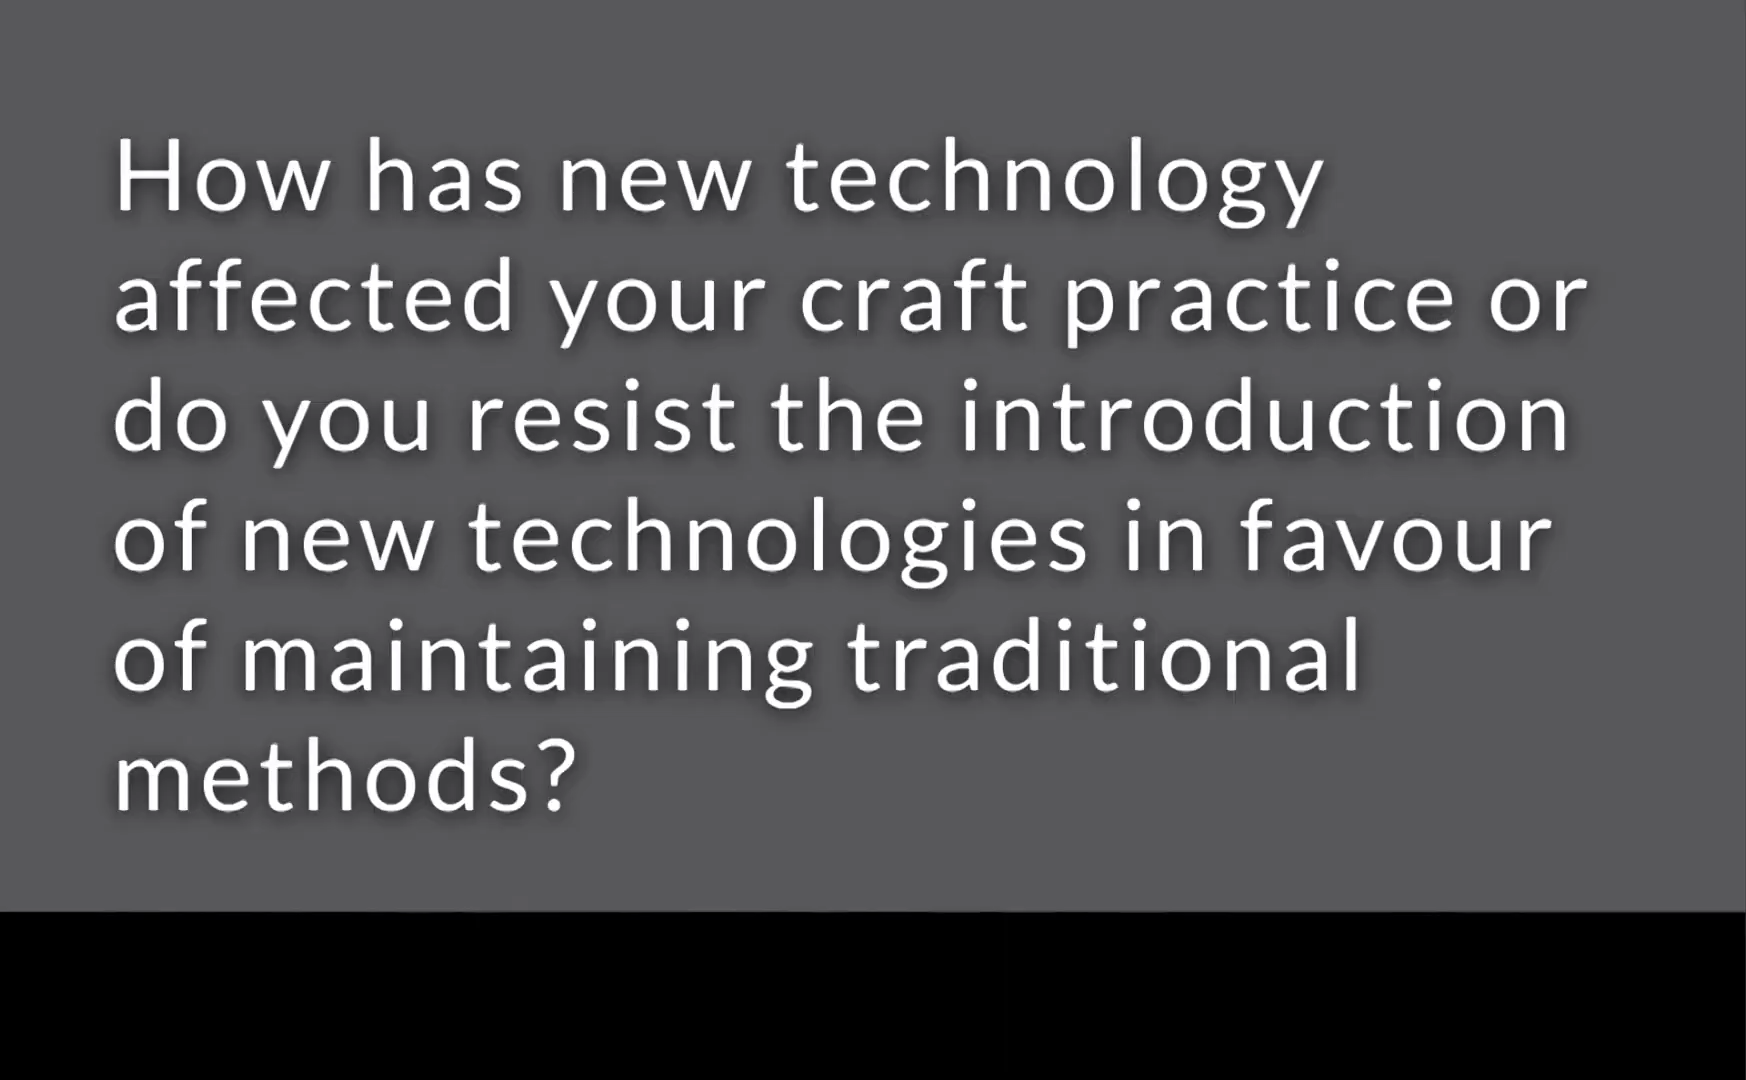 How has new technology
affected your craft practice or
do you resist the introduction
of new technologies in favour
of maintaining traditional
methods?